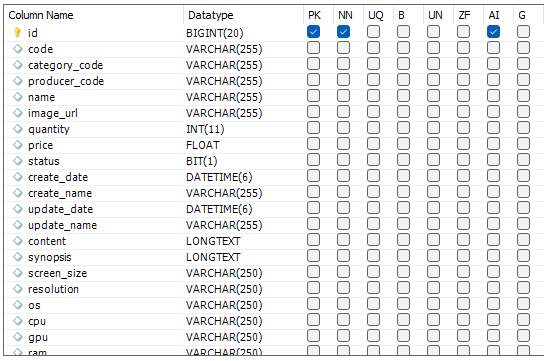 Column Name Datatype PK NN UQ B UN ZF AI G
id BIGINT(20)
code VARCHAR(255)
category_code VARCHAR(255)
producer_code VARCHAR(255)
name VARCHAR(255)
image_url VARCHAR(255)
quantity INT(11)
price FLOAT
status BIT(1)
create_date DATETIME(6)
create_name VARCHAR(255)
update_date DATETIME(6)
update_name VARCHAR(255)
content LONGTEXT
synopsis LONGTEXT
screen_size VARCHAR(250)
resolution VARCHAR(250)
os VARCHAR(250)
cpu VARCHAR(250)
gpu VARCHAR(250)
ram VARCHAR(250)